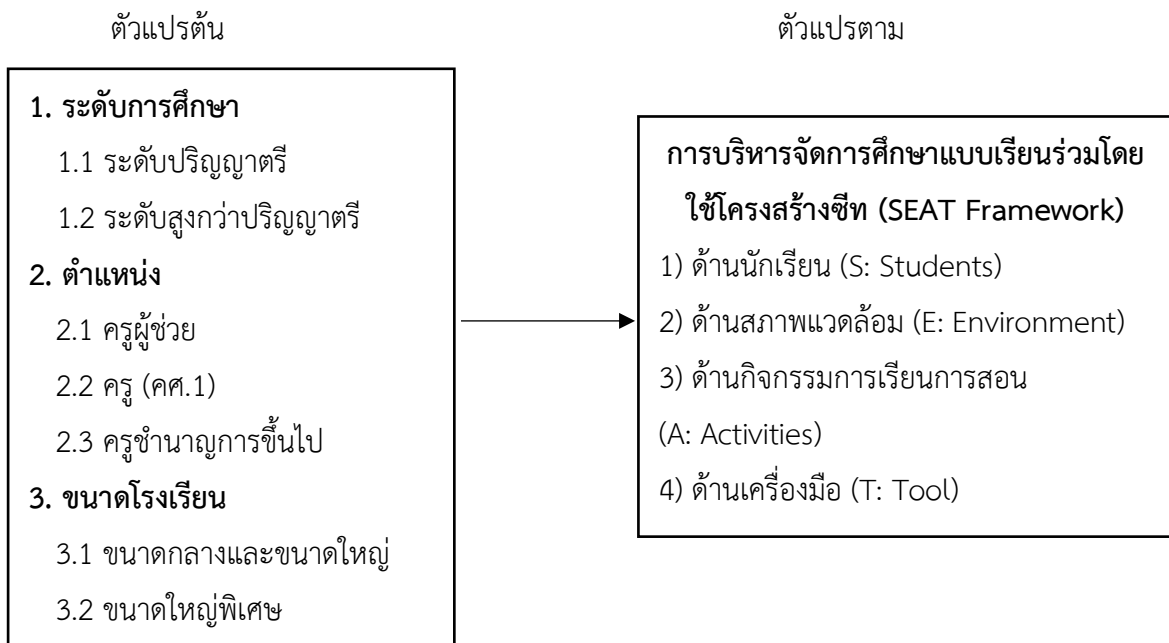 ตัวแปรต้น
ตัวแปรตาม
1. ระดับการศึกษา
1.1 ระดับปริญญาตรี
1.2 ระดับสูงกว่าปริญญาตรี
2. ตำแหน่ง
2.1 ครูผู้ช่วย
2.2 ครู (คศ.1)
2.3 ครูชำนาญการขึ้นไป
3. ขนาดโรงเรียน
3.1 ขนาดกลางและขนาดใหญ่
3.2 ขนาดใหญ่พิเศษ
การบริหารจัดการศึกษาแบบเรียนร่วมโดย
ใช้โครงสร้างซีท (SEAT Framework)
1) ด้านนักเรียน (S: Students)
2) ด้านสภาพแวดล้อม (E: Environment)
3) ด้านกิจกรรมการเรียนการสอน
(A: Activities)
4) ด้านเครื่องมือ (T: Tool)